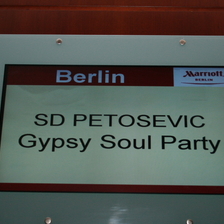 Berlin
Marriott
BERLIN
SD PETOSEVIC
Gypsy Soul Party